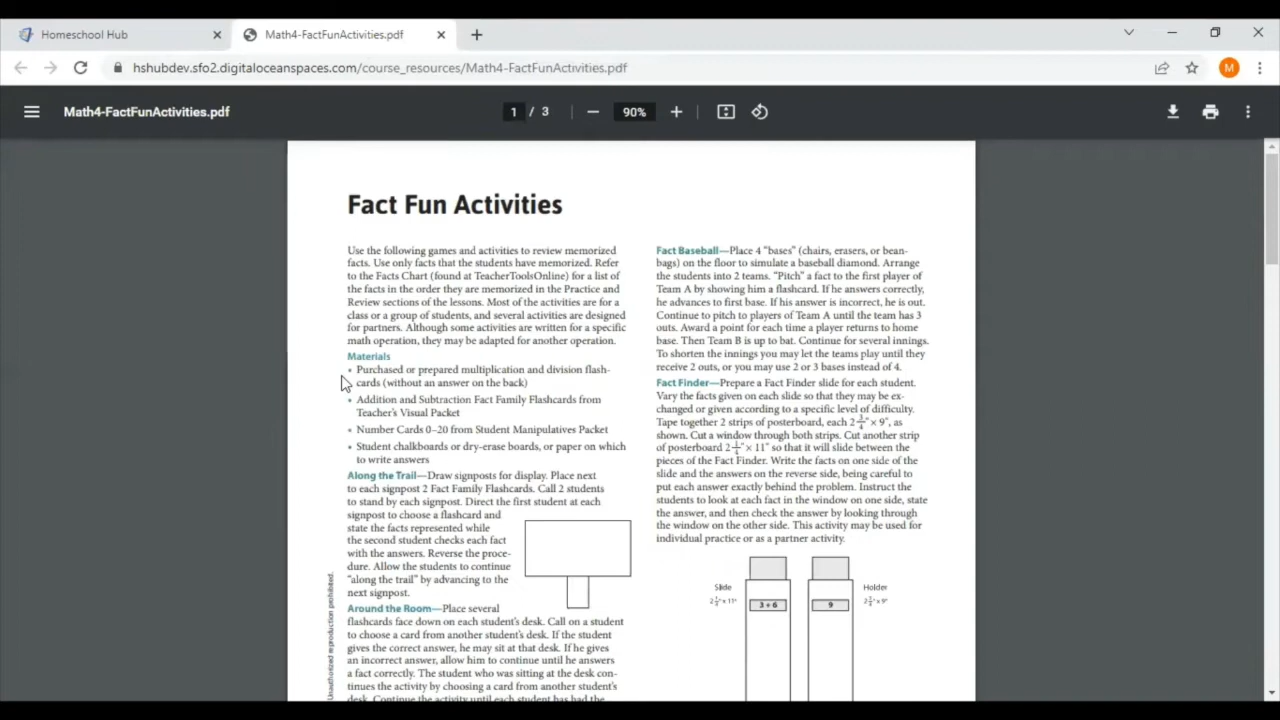 Homeschool Hub
Math4-FactFunActivities.pdf
hshubdev.sfo2.digitaloceanspaces.com/course_resources/Math4-FactFunActivities.pdf
M
Math4-FactFunActivities.pdf
1 / 3
90%
Fact Fun Activities
Use the following games and activities to review memorized
facts. Use only facts that the students have memorized. Refer
to the Facts Chart (found at TeacherToolsOnline) for a list of
the facts in the order they are memorized in the Practice and
Review sections of the lessons. Most of the activities are for a
class or a group of students, and several activities are designed
for partners. Although some activities are written for a specific
math operation, they may be adapted for another operation.
Materials
• Purchased or prepared multiplication and division flash-
cards (without an answer on the back)
• Addition and Subtraction Fact Family Flashcards from
Teacher's Visual Packet
• Number Cards 0–20 from Student Manipulatives Packet
• Student chalkboards or dry-erase boards, or paper on which
to write answers
Along the Trail—Draw signposts for display. Place next
to each signpost 2 Fact Family Flashcards. Call 2 students
to stand by each signpost. Direct the first student at each
signpost to choose a flashcard and
state the facts represented while
the second student checks each fact
with the answers. Reverse the proce-
dure. Allow the students to continue
"along the trail" by advancing to the
next signpost.
Around the Room—Place several
flashcards face down on each student's desk. Call on a student
to choose a card from another student's desk. If the student
gives the correct answer, he may sit at that desk. If he gives
an incorrect answer, allow him to continue until he answers
a fact correctly. The student who was sitting at the desk con-
tinues the activity by choosing a card from another student's
desk. Continue the activity until each student has had the
Unauthorized reproduction prohibited.
Fact Baseball—Place 4 "bases" (chairs, erasers, or bean-
bags) on the floor to simulate a baseball diamond. Arrange
the students into 2 teams. "Pitch" a fact to the first player of
Team A by showing him a flashcard. If he answers correctly,
he advances to first base. If his answer is incorrect, he is out.
Continue to pitch to players of Team A until the team has 3
outs. Award a point for each time a player returns to home
base. Then Team B is up to bat. Continue for several innings.
To shorten the innings you may let the teams play until they
receive 2 outs, or you may use 2 or 3 bases instead of 4.
Fact Finder—Prepare a Fact Finder slide for each student.
Vary the facts given on each slide so that they may be ex-
changed or given according to a specific level of difficulty.
Tape together 2 strips of posterboard, each 2 3/4" × 9", as
shown. Cut a window through both strips. Cut another strip
of posterboard 2 1/4" × 11" so that it will slide between the
pieces of the Fact Finder. Write the facts on one side of the
slide and the answers on the reverse side, being careful to
put each answer exactly behind the problem. Instruct the
students to look at each fact in the window on one side, state
the answer, and then check the answer by looking through
the window on the other side. This activity may be used for
individual practice or as a partner activity.
Slide
2 1/4" × 11"
3 + 6
9
Holder
2 3/4" × 9"